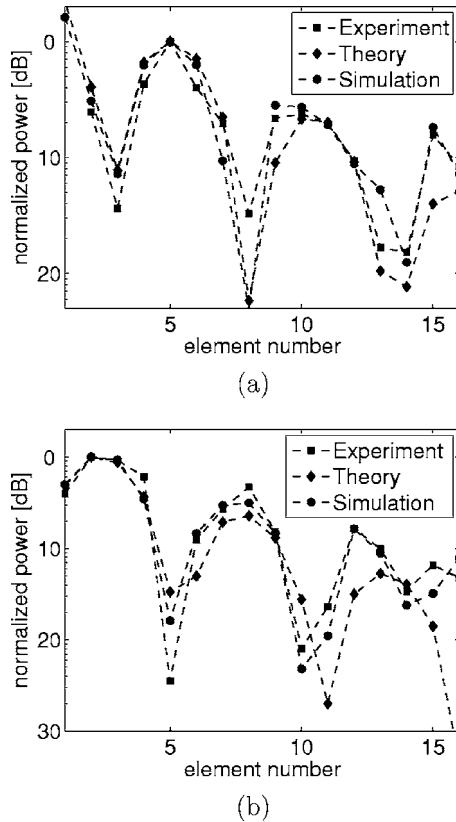 normalized power [dB]
0
10
20
Experiment
Theory
Simulation
5 10 15
element number
(a)
normalized power [dB]
0
10
20
30
Experiment
Theory
Simulation
5 10 15
element number
(b)